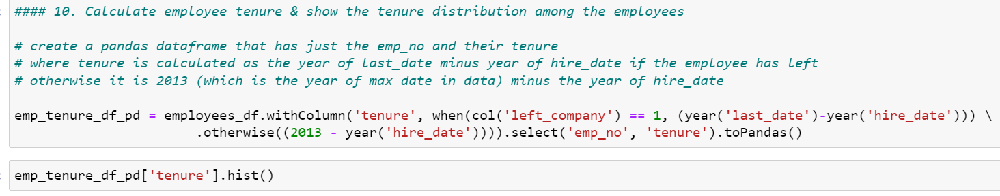 #### 10. Calculate employee tenure & show the tenure distribution among the employees
# create a pandas dataframe that has just the emp_no and their tenure
# where tenure is calculated as the year of last_date minus year of hire_date if the employee has left
# otherwise it is 2013 (which is the year of max date in data) minus the year of hire_date
emp_tenure_df_pd = employees_df.withColumn('tenure', when(col('left_company') == 1, (year('last_date')-year('hire_date'))) \
.otherwise((2013 - year('hire_date')))).select('emp_no', 'tenure').toPandas()
emp_tenure_df_pd['tenure'].hist()